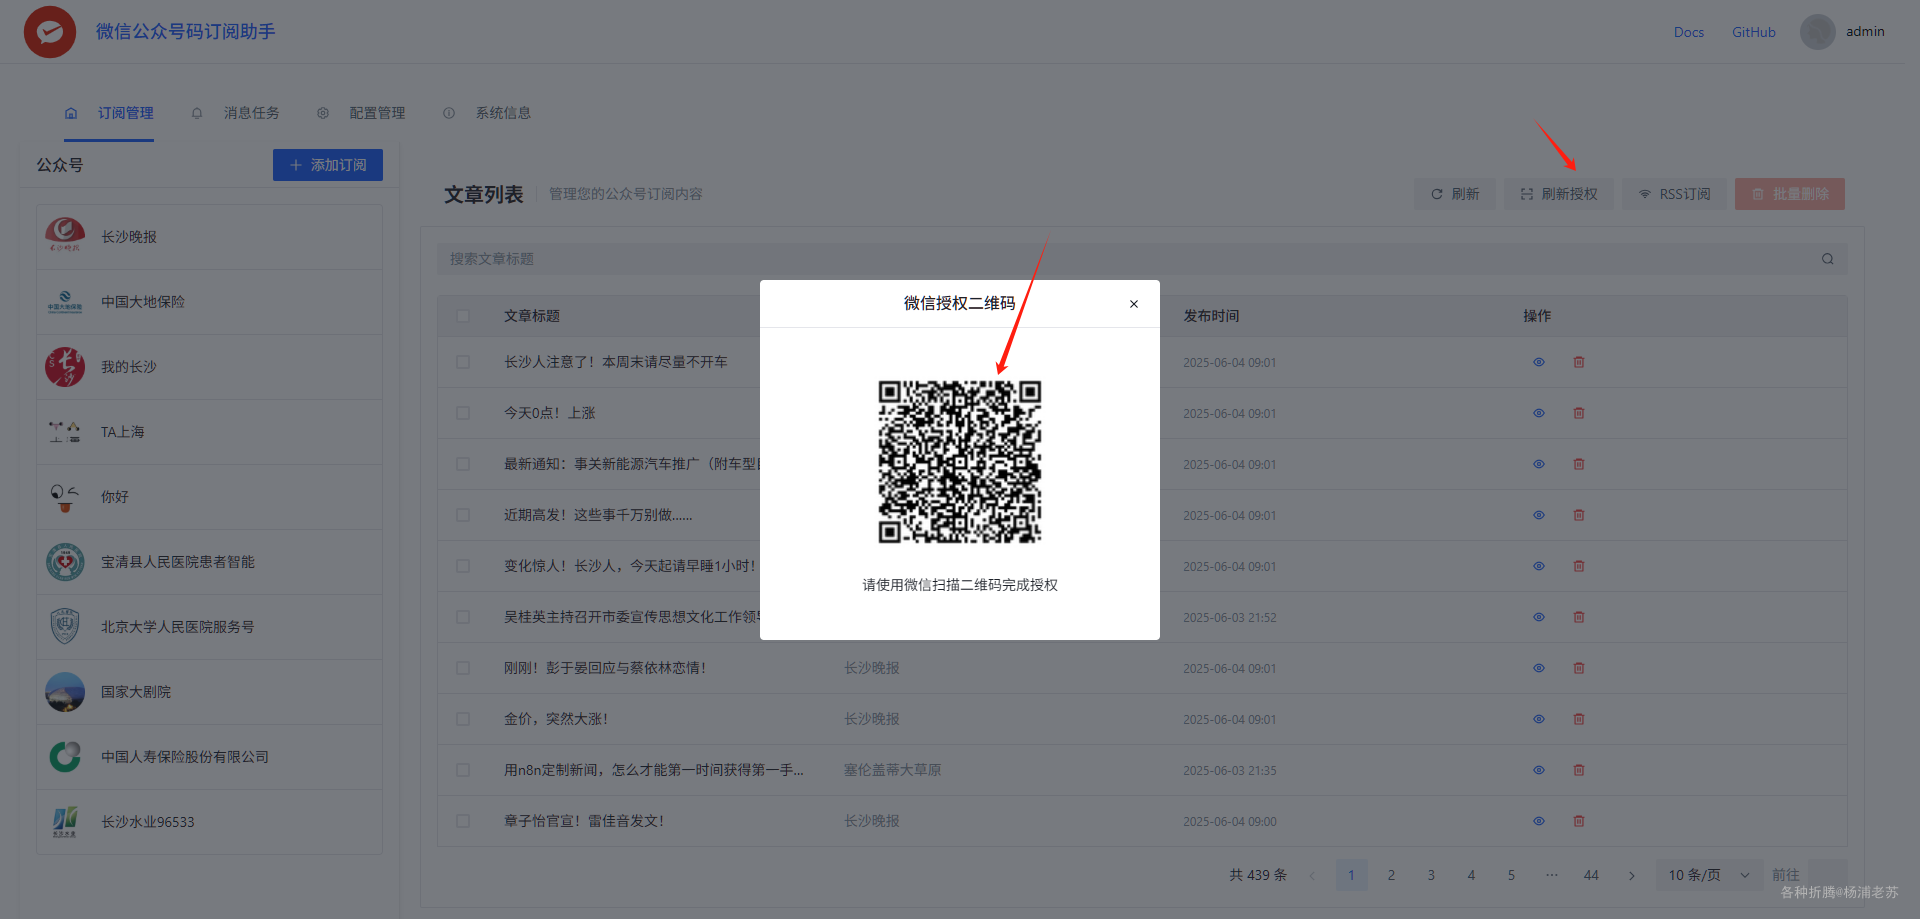 微信公众号码订阅助手
Docs
GitHub
admin
订阅管理
消息任务
配置管理
系统信息
公众号
添加订阅
长沙晚报
中国大地保险
我的长沙
TA上海
你好
宝清县人民医院患者智能
北京大学人民医院服务号
国家大剧院
中国人寿保险股份有限公司
长沙水业96533
文章列表
管理您的公众号订阅内容
刷新
刷新授权
RSS订阅
批量删除
搜索文章标题
文章标题
发布时间
操作
长沙人注意了！本周末请尽量不开车
2025-06-04 09:01
今天0点！上涨
2025-06-04 09:01
最新通知：事关新能源汽车推广（附车型
2025-06-04 09:01
近期高发！这些事千万别做......
2025-06-04 09:01
变化惊人！长沙人，今天起请早睡1小时！
2025-06-04 09:01
吴桂英主持召开市委宣传思想文化工作领
2025-06-03 21:52
刚刚！彭于晏回应与蔡依林恋情！
长沙晚报
2025-06-04 09:01
金价，突然大涨！
长沙晚报
2025-06-04 09:01
用n8n定制新闻，怎么才能第一时间获得第一手...
塞伦盖蒂大草原
2025-06-03 21:35
章子怡官宣！雷佳音发文！
长沙晚报
2025-06-04 09:00
微信授权二维码
请使用微信扫描二维码完成授权
共 439 条
1
2
3
4
5
···
44
10 条/页
前往
各种折腾@杨浦老苏